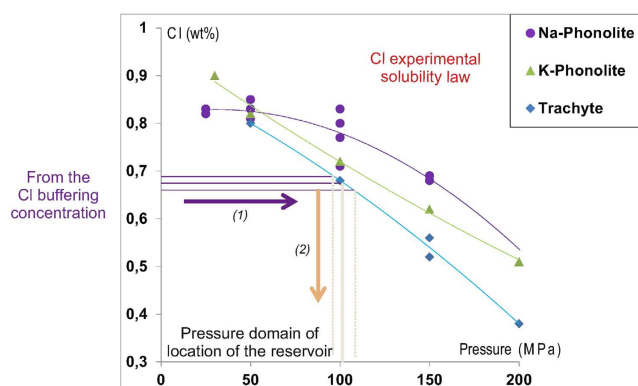 Cl (wt%)
1
0,9
0,8
0,7
0,6
0,5
0,4
0,3
Cl experimental
solubility law
Na-Phonolite
K-Phonolite
Trachyte
From the
Cl buffering
concentration
(1)
(2)
Pressure domain of
location of the reservoir
Pressure (MPa)
0
50
100
150
200